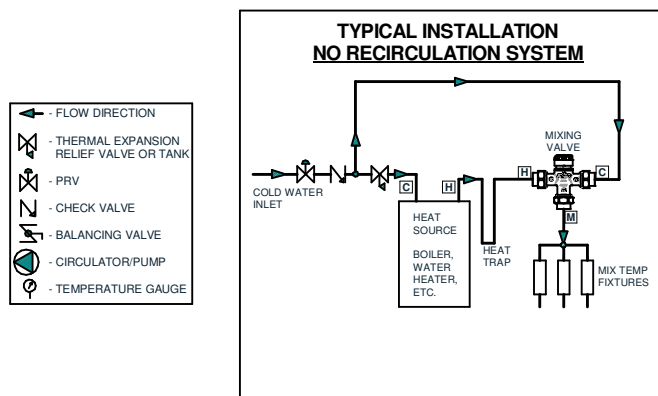 TYPICAL INSTALLATION
NO RECIRCULATION SYSTEM
- FLOW DIRECTION
- THERMAL EXPANSION
RELIEF VALVE OR TANK
- PRV
- CHECK VALVE
- BALANCING VALVE
- CIRCULATOR/PUMP
- TEMPERATURE GAUGE
MIXING
VALVE
COLD WATER
INLET
C
H
H
C
M
HEAT
SOURCE
BOILER,
WATER
HEATER,
ETC.
HEAT
TRAP
MIX TEMP
FIXTURES